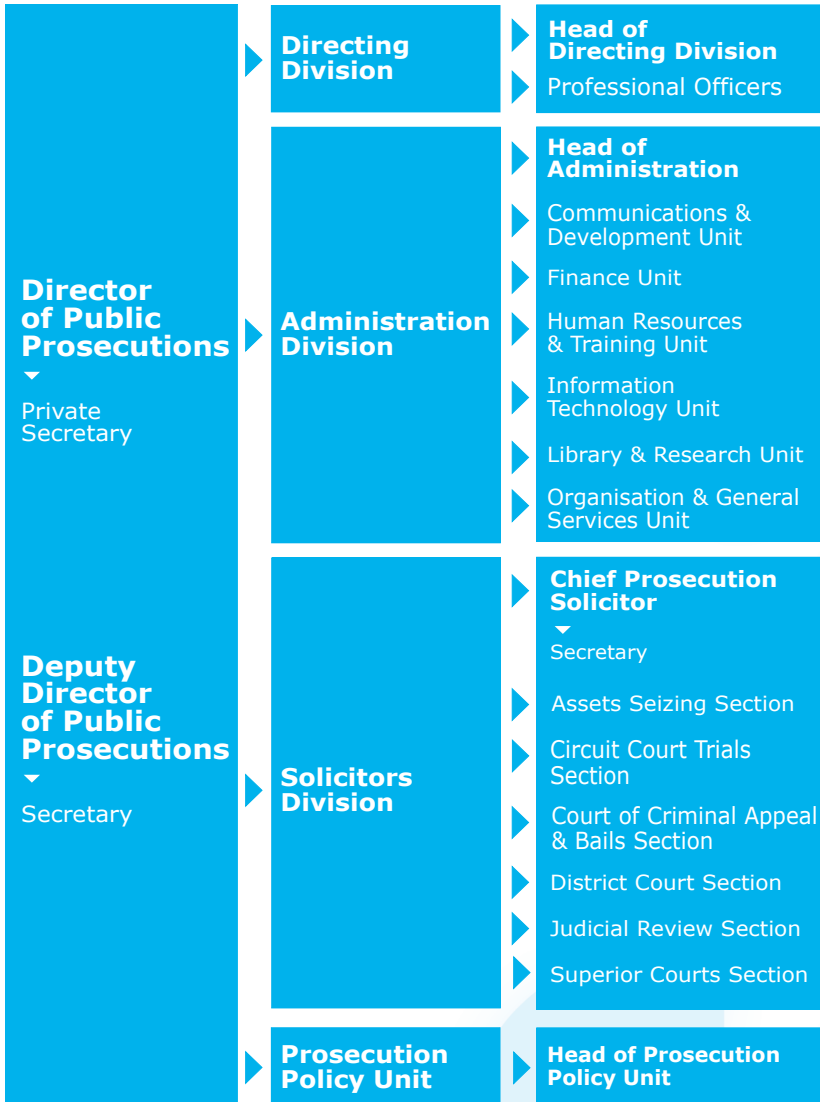 Director
of Public
Prosecutions
Private
Secretary
Deputy
Director
of Public
Prosecutions
Secretary
Directing
Division
Head of
Directing Division
Professional Officers
Administration
Division
Head of
Administration
Communications &
Development Unit
Finance Unit
Human Resources
& Training Unit
Information
Technology Unit
Library & Research Unit
Organisation & General
Services Unit
Solicitors
Division
Chief Prosecution
Solicitor
Secretary
Assets Seizing Section
Circuit Court Trials
Section
Court of Criminal Appeal
& Bails Section
District Court Section
Judicial Review Section
Superior Courts Section
Prosecution
Policy Unit
Head of Prosecution
Policy Unit